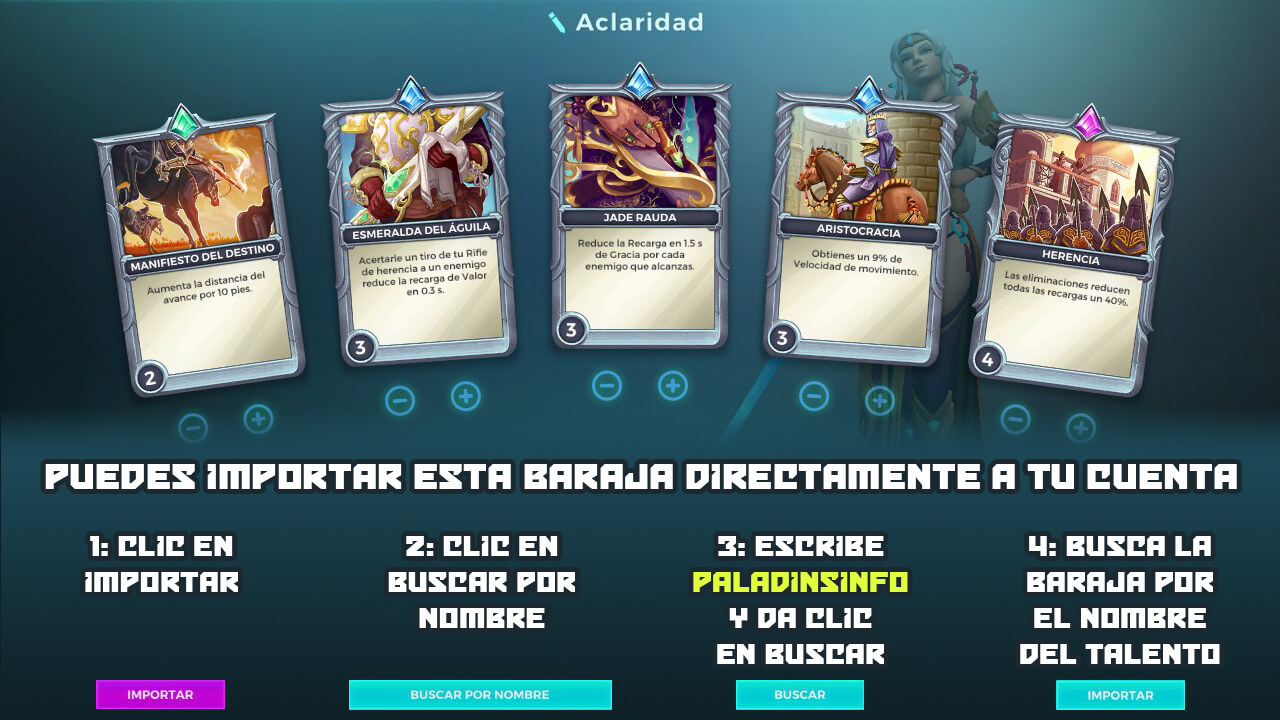 Aclaridad
MANIFIESTO DEL DESTINO
Aumenta la distancia del
avance por 10 pies.
2
ESMERALDA DEL ÁGUILA
Acertarle un tiro de tu Rifle
de herencia a un enemigo
reduce la recarga de Valor
en 0.3 s.
3
JADE RAUDA
Reduce la Recarga en 1.5 s
de Gracia por cada
enemigo que alcanzas.
3
ARISTOCRACIA
Obtienes un 9% de
Velocidad de movimiento.
3
HERENCIA
Las eliminaciones reducen
todas las recargas un 40%.
4
PUEDES IMPORTAR ESTA BARAJA DIRECTAMENTE A TU CUENTA
1: CLIC EN
IMPORTAR
IMPORTAR
2: CLIC EN
BUSCAR POR
NOMBRE
BUSCAR POR NOMBRE
3: ESCRIBE
PALADINSINFO
Y DA CLIC
EN BUSCAR
BUSCAR
4: BUSCA LA
BARAJA POR
EL NOMBRE
DEL TALENTO
IMPORTAR